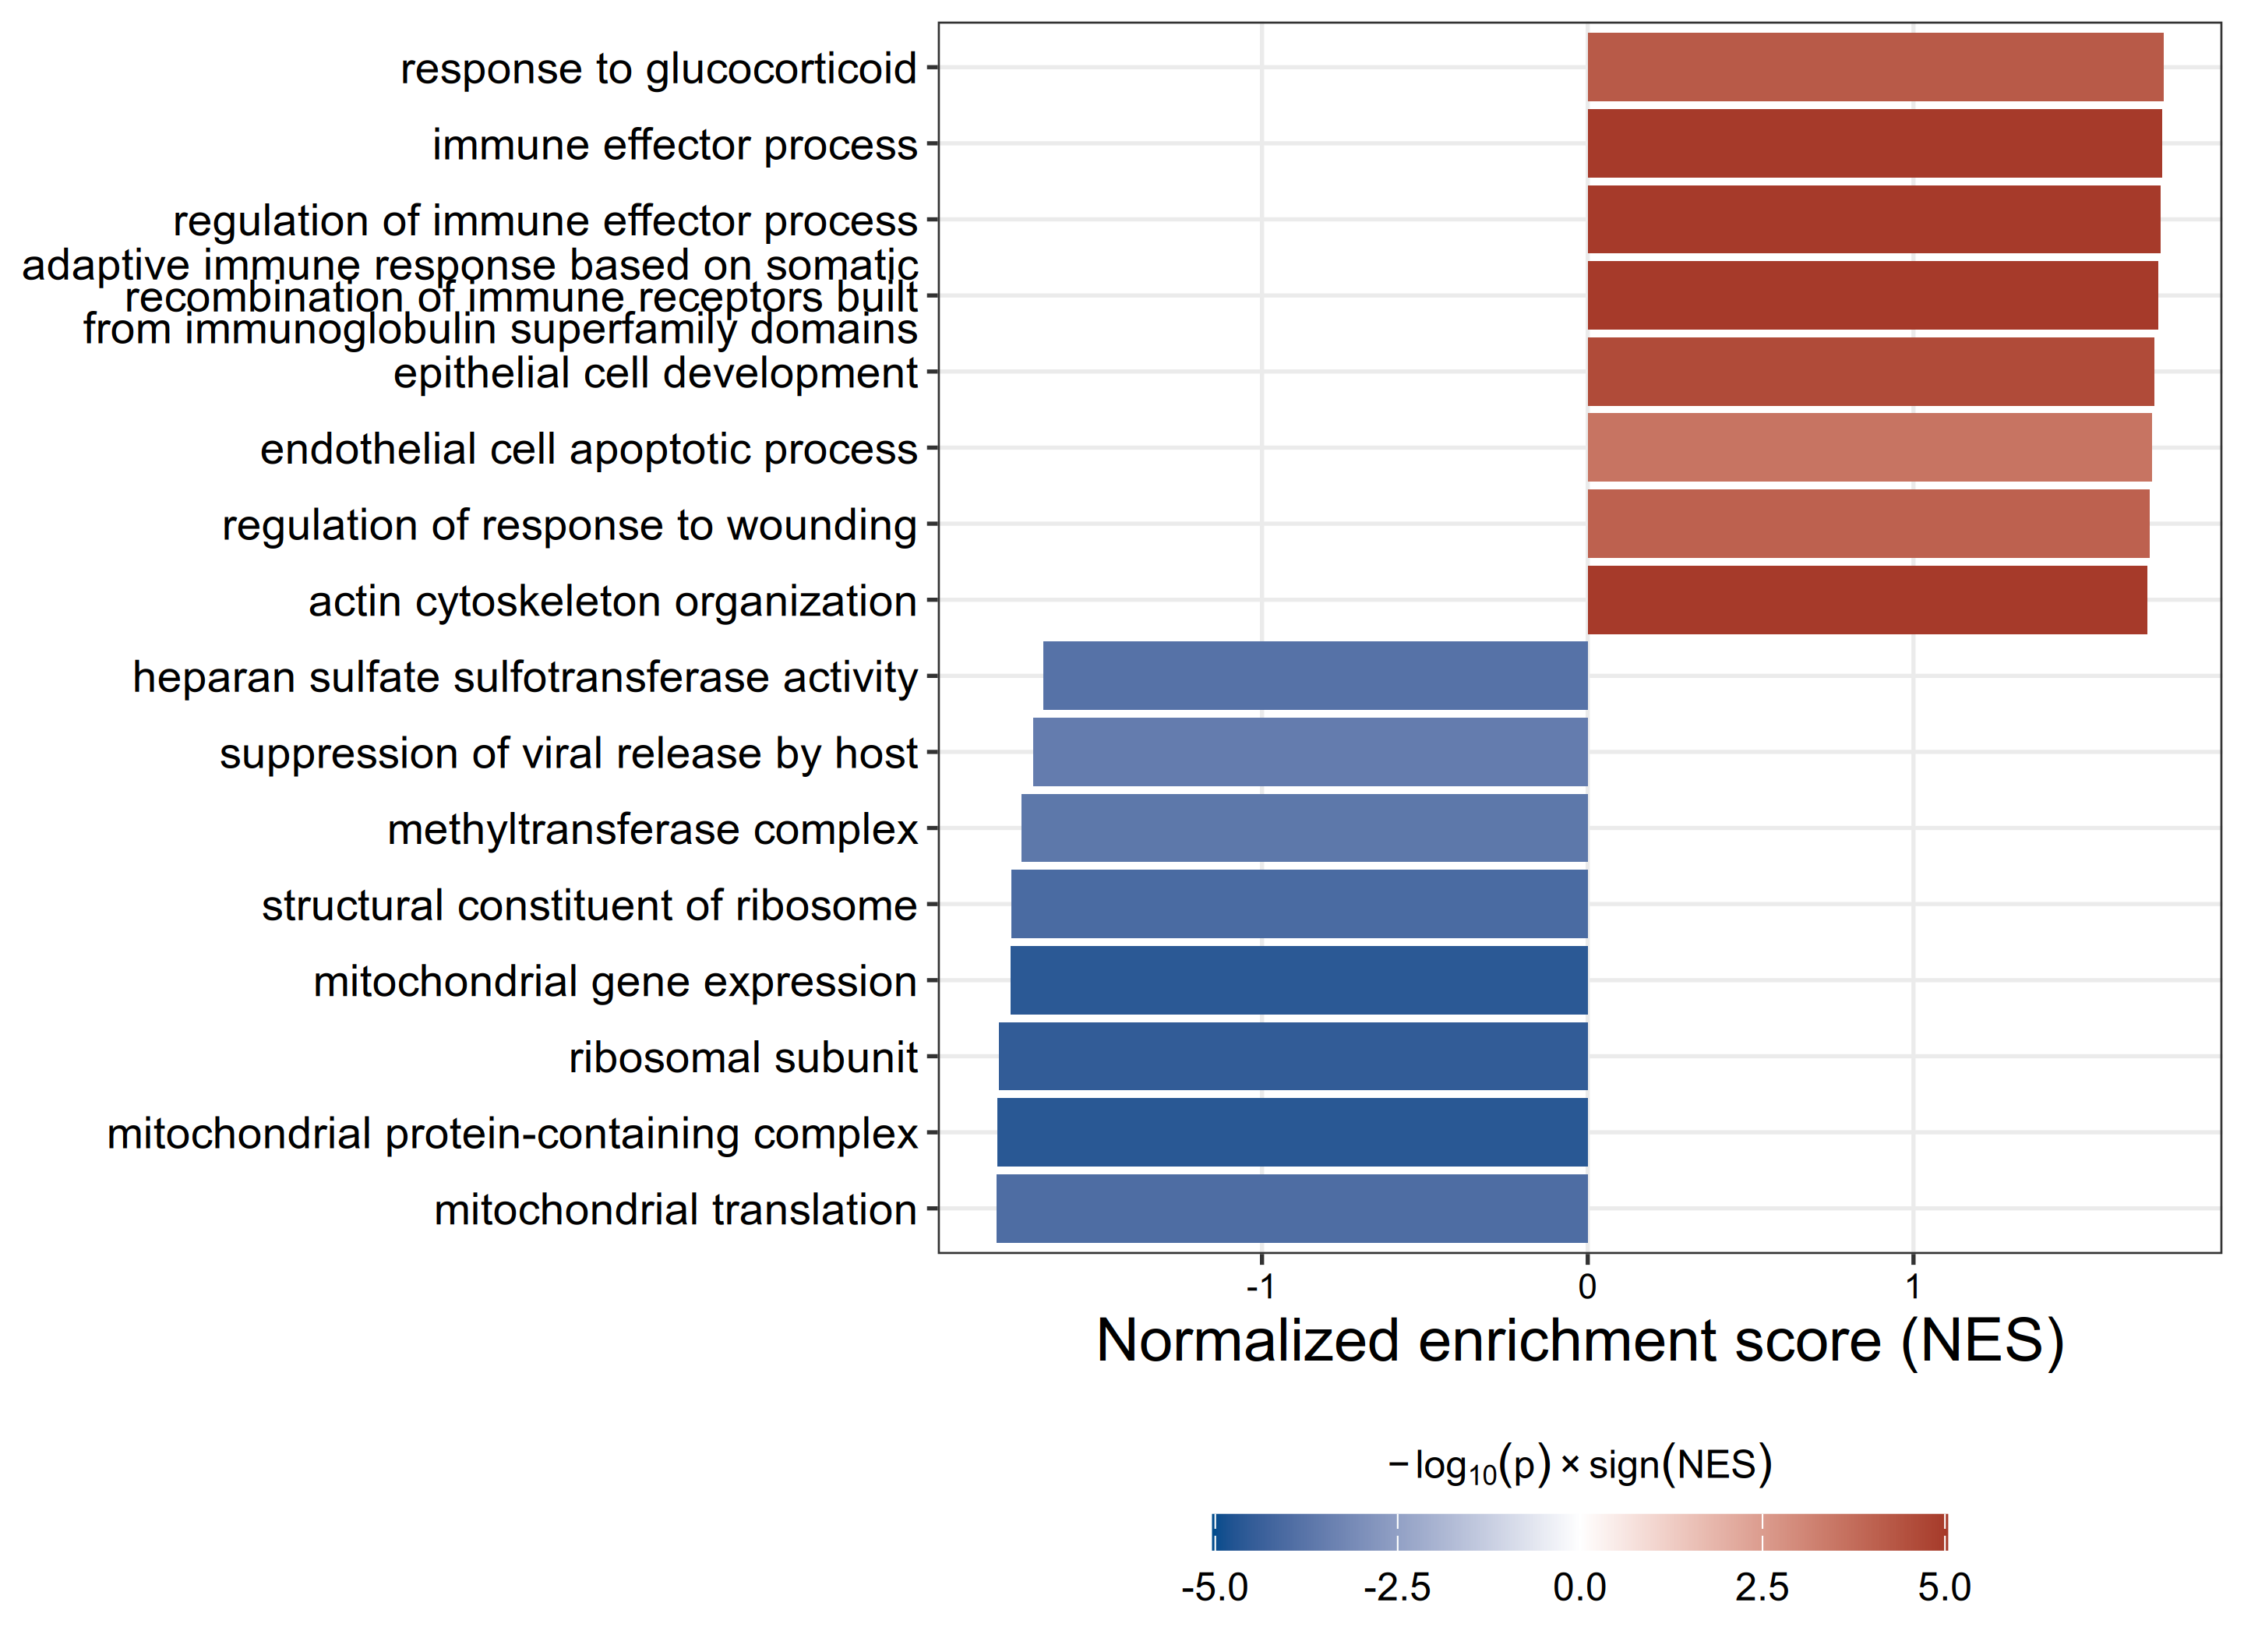 response to glucocorticoid
immune effector process
regulation of immune effector process
adaptive immune response based on somatic
recombination of immune receptors built
from immunoglobulin superfamily domains
epithelial cell development
endothelial cell apoptotic process
regulation of response to wounding
actin cytoskeleton organization
heparan sulfate sulfotransferase activity
suppression of viral release by host
methyltransferase complex
structural constituent of ribosome
mitochondrial gene expression
ribosomal subunit
mitochondrial protein-containing complex
mitochondrial translation
-1 0 1
Normalized enrichment score (NES)
−log₁₀(p) × sign(NES)
-5.0 -2.5 0.0 2.5 5.0